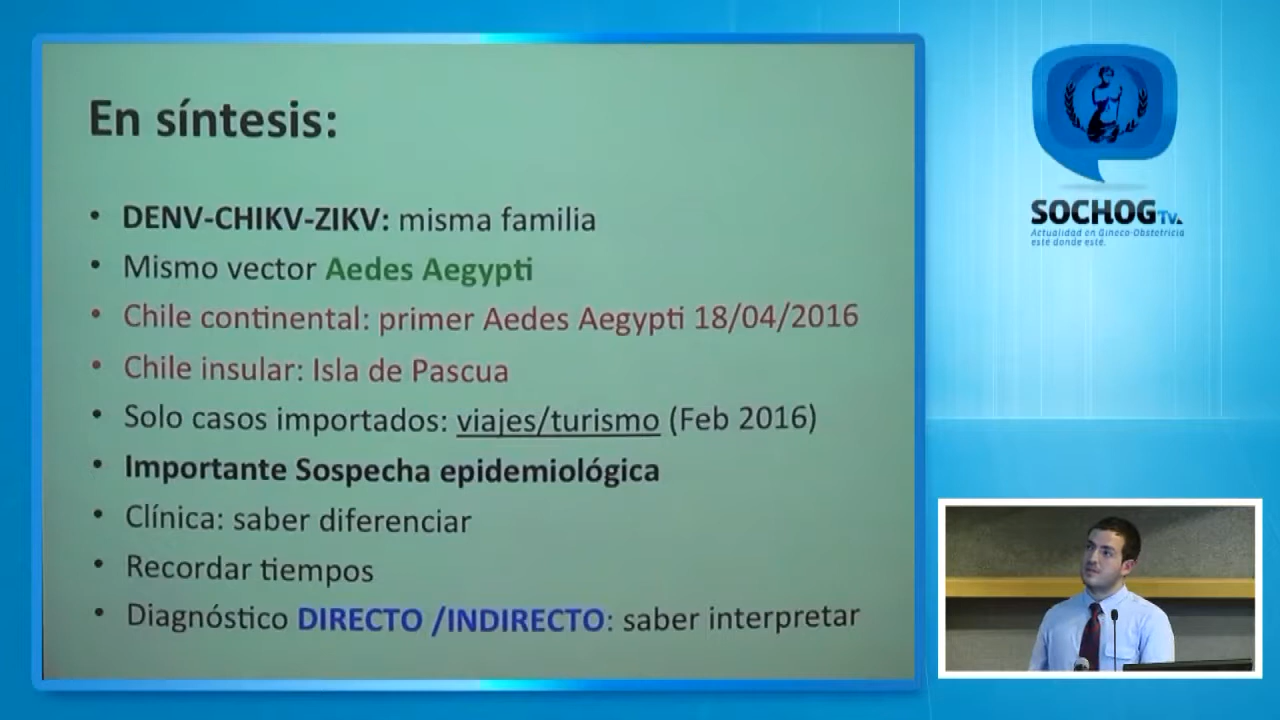 En síntesis:
• DENV-CHIKV-ZIKV: misma familia
• Mismo vector Aedes Aegypti
• Chile continental: primer Aedes Aegypti 18/04/2016
• Chile insular: Isla de Pascua
• Solo casos importados: viajes/turismo (Feb 2016)
• Importante Sospecha epidemiológica
• Clínica: saber diferenciar
• Recordar tiempos
• Diagnóstico DIRECTO /INDIRECTO: saber interpretar
SOCHOG Tv.
Actualidad en Gineco-Obstetricia
esté donde esté.